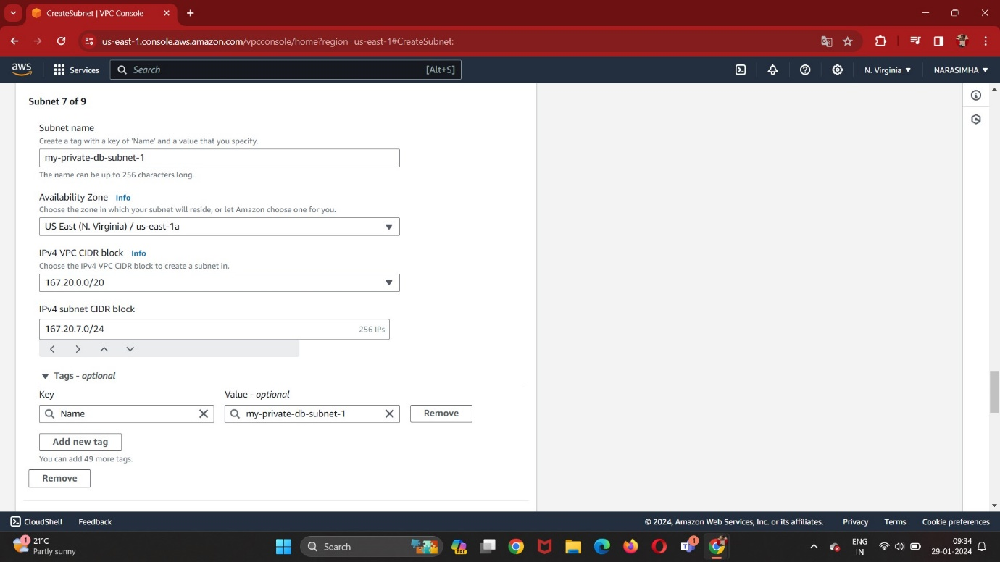 CreateSubnet | VPC Console
us-east-1.console.aws.amazon.com/vpcconsole/home?region=us-east-1#CreateSubnet:
aws
Services
Search
[Alt+S]
N. Virginia
NARASIMHA
Subnet 7 of 9
Subnet name
Create a tag with a key of 'Name' and a value that you specify.
my-private-db-subnet-1
The name can be up to 256 characters long.
Availability Zone Info
Choose the zone in which your subnet will reside, or let Amazon choose one for you.
US East (N. Virginia) / us-east-1a
IPv4 VPC CIDR block Info
Choose the IPv4 VPC CIDR block to create a subnet in.
167.20.0.0/20
IPv4 subnet CIDR block
167.20.7.0/24 256 IPs
Tags - optional
Key Value - optional
Name my-private-db-subnet-1 Remove
Add new tag
You can add 49 more tags.
Remove
CloudShell Feedback © 2024, Amazon Web Services, Inc. or its affiliates. Privacy Terms Cookie preferences
1
21°C
Partly sunny
Search
PRE
1
ENG
IN
09:34
29-01-2024